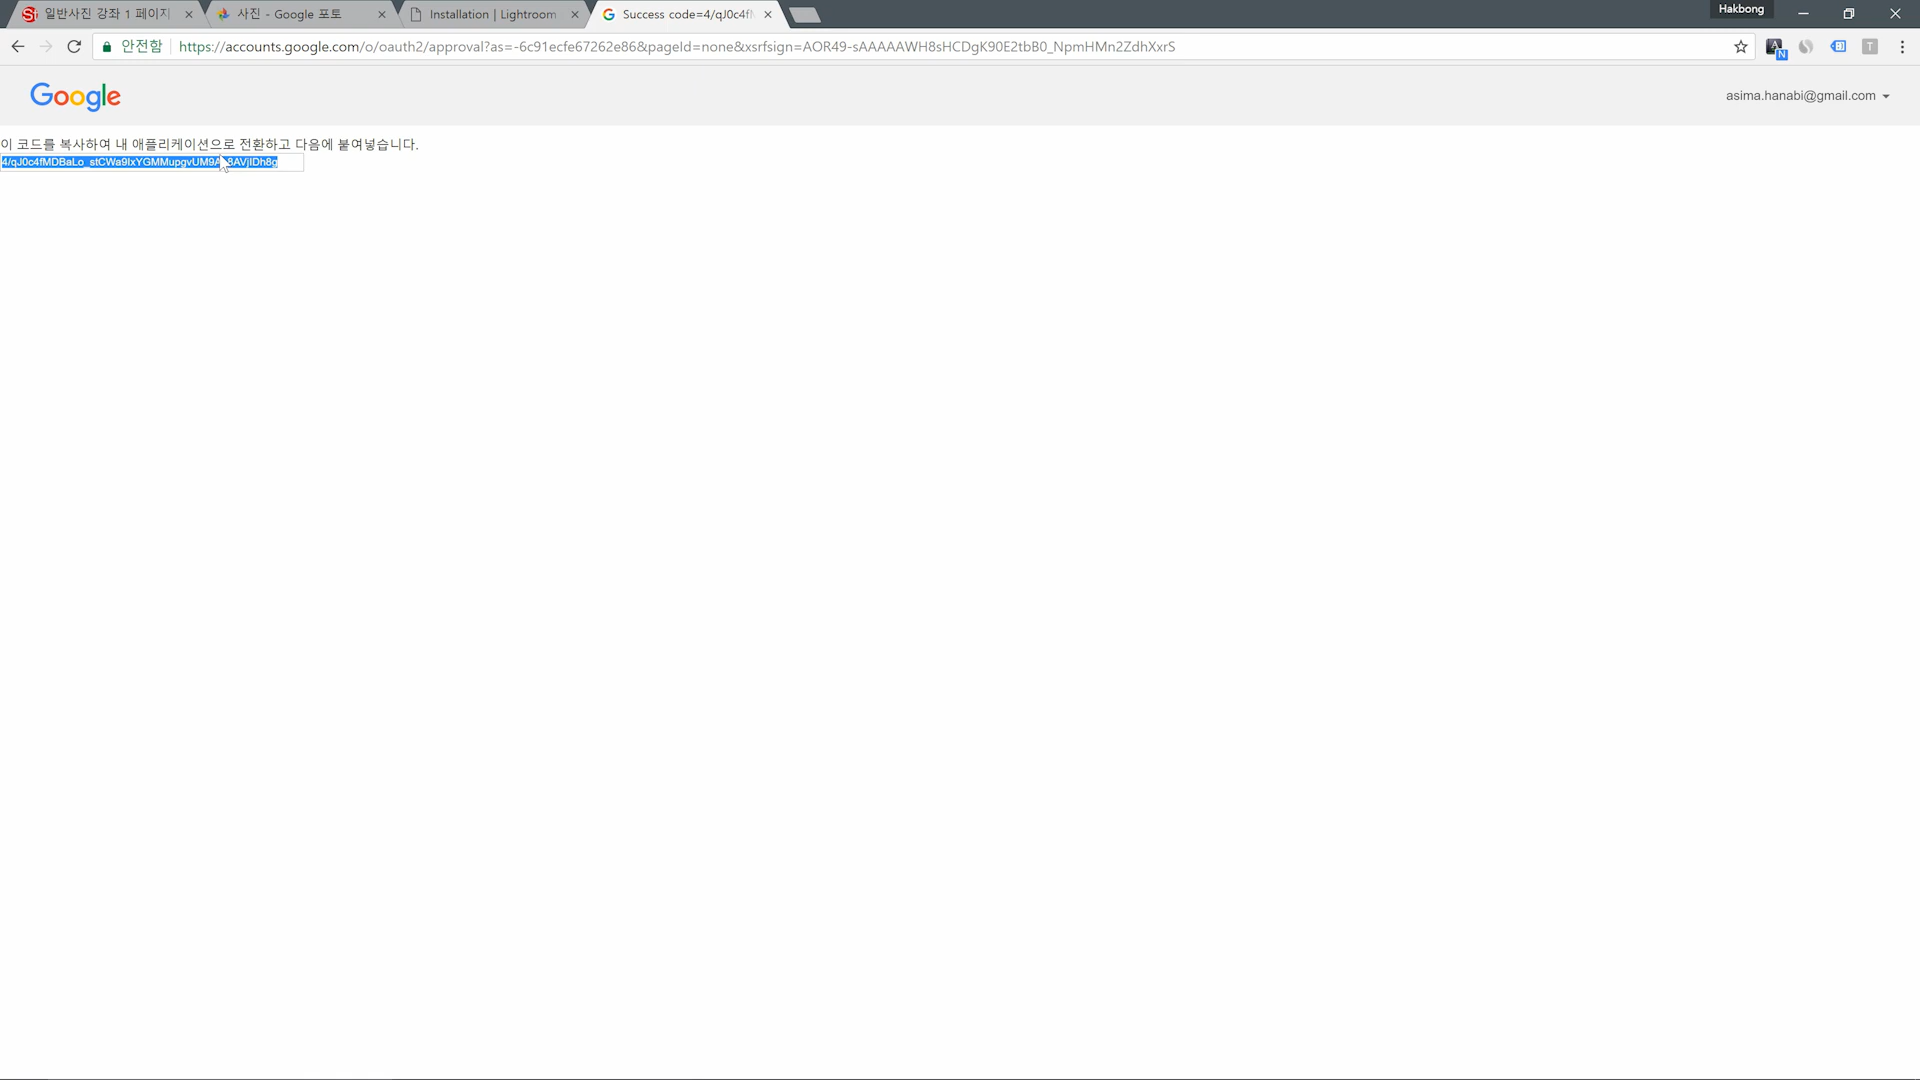 일반사진 강좌 1 페이지
사진 - Google 포토
Installation | Lightroom
Success code=4/qJ0c4f
Hakbong
안전함
https://accounts.google.com/o/oauth2/approval?as=-6c91ecfe67262e86&pageId=none&xsrfsign=AOR49-sAAAAAWH8sHCDgK90E2tbB0_NpmHMn2ZdhXxrS
Google
asima.hanabi@gmail.com
이 코드를 복사하여 내 애플리케이션으로 전환하고 다음에 붙여넣습니다.